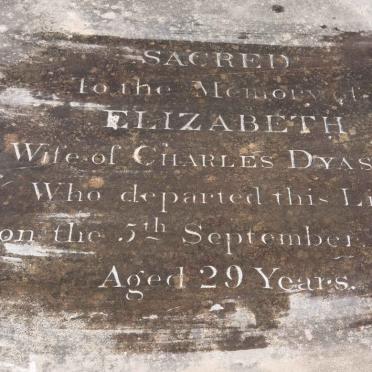 SACRED
to the Memory of
ELIZABETH
Wife of CHARLES DYAS
Who departed this Li
on the 5th September
Aged 29 Years.